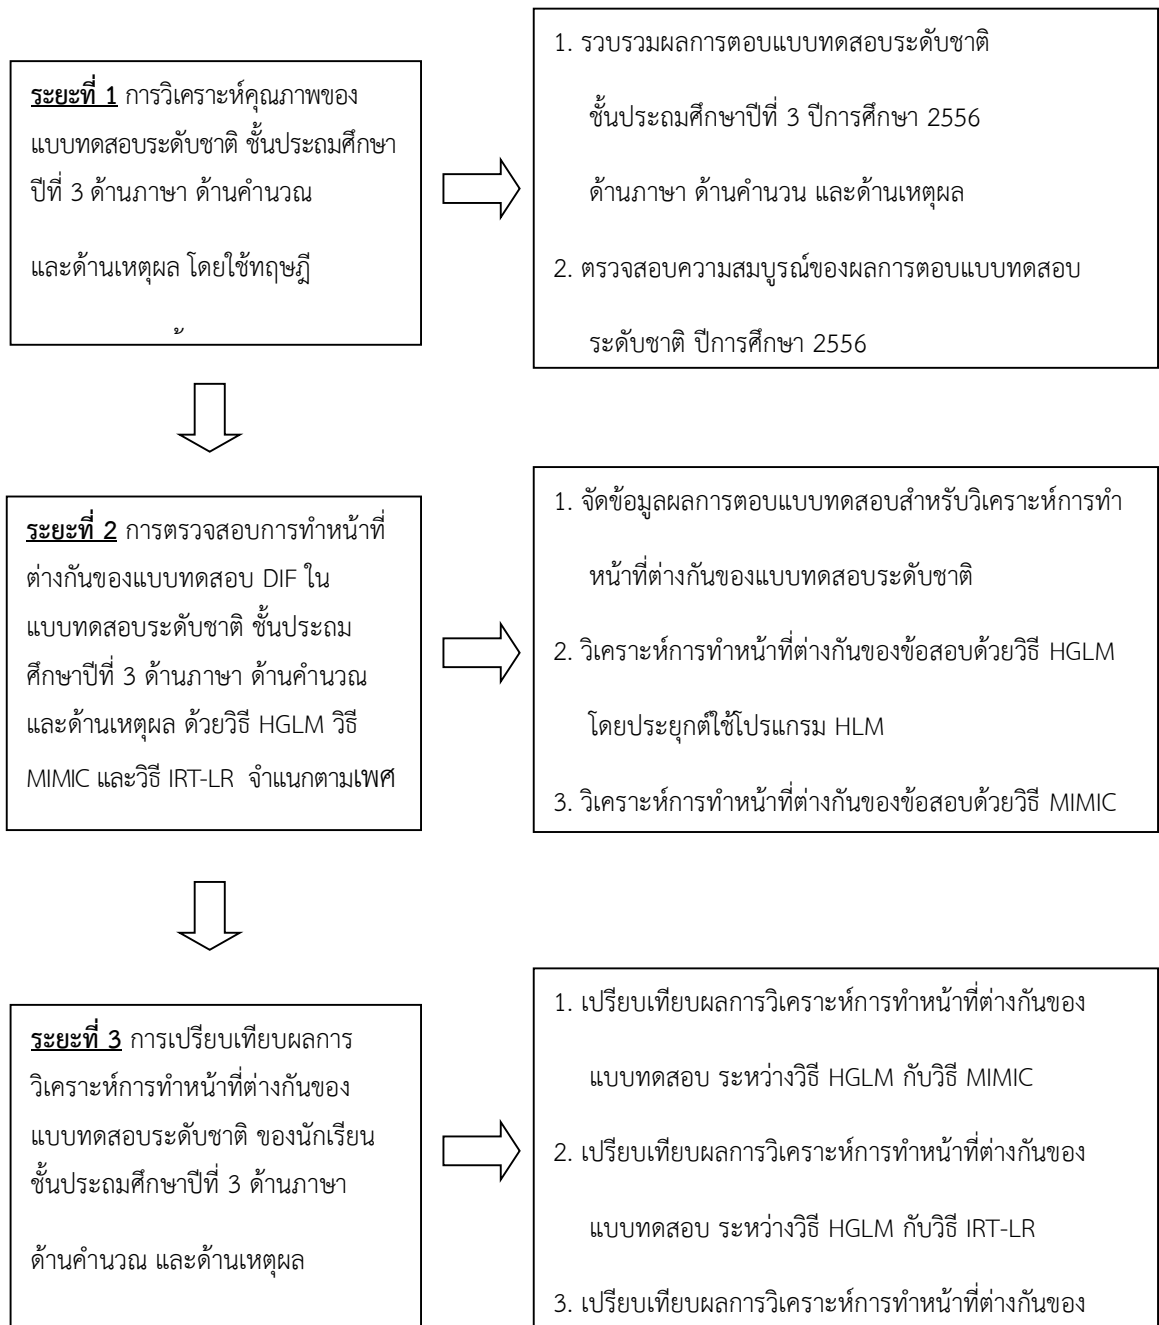 ระยะที่ 1 การวิเคราะห์คุณภาพของ
แบบทดสอบระดับชาติ ชั้นประถมศึกษา
ปีที่ 3 ด้านภาษา ด้านคำนวณ
และด้านเหตุผล โดยใช้ทฤษฎี
1. รวบรวมผลการตอบแบบทดสอบระดับชาติ
ชั้นประถมศึกษาปีที่ 3 ปีการศึกษา 2556
ด้านภาษา ด้านคำนวน และด้านเหตุผล
2. ตรวจสอบความสมบูรณ์ของผลการตอบแบบทดสอบ
ระดับชาติ ปีการศึกษา 2556
ระยะที่ 2 การตรวจสอบการทำหน้าที่
ต่างกันของแบบทดสอบ DIF ใน
แบบทดสอบระดับชาติ ชั้นประถม
ศึกษาปีที่ 3 ด้านภาษา ด้านคำนวณ
และด้านเหตุผล ด้วยวิธี HGLM วิธี
MIMIC และวิธี IRT-LR จำแนกตามเพศ
1. จัดข้อมูลผลการตอบแบบทดสอบสำหรับวิเคราะห์การทำ
หน้าที่ต่างกันของแบบทดสอบระดับชาติ
2. วิเคราะห์การทำหน้าที่ต่างกันของข้อสอบด้วยวิธี HGLM
โดยประยุกต์ใช้โปรแกรม HLM
3. วิเคราะห์การทำหน้าที่ต่างกันของข้อสอบด้วยวิธี MIMIC
ระยะที่ 3 การเปรียบเทียบผลการ
วิเคราะห์การทำหน้าที่ต่างกันของ
แบบทดสอบระดับชาติ ของนักเรียน
ชั้นประถมศึกษาปีที่ 3 ด้านภาษา
ด้านคำนวณ และด้านเหตุผล
1. เปรียบเทียบผลการวิเคราะห์การทำหน้าที่ต่างกันของ
แบบทดสอบ ระหว่างวิธี HGLM กับวิธี MIMIC
2. เปรียบเทียบผลการวิเคราะห์การทำหน้าที่ต่างกันของ
แบบทดสอบ ระหว่างวิธี HGLM กับวิธี IRT-LR
3. เปรียบเทียบผลการวิเคราะห์การทำหน้าที่ต่างกันของ